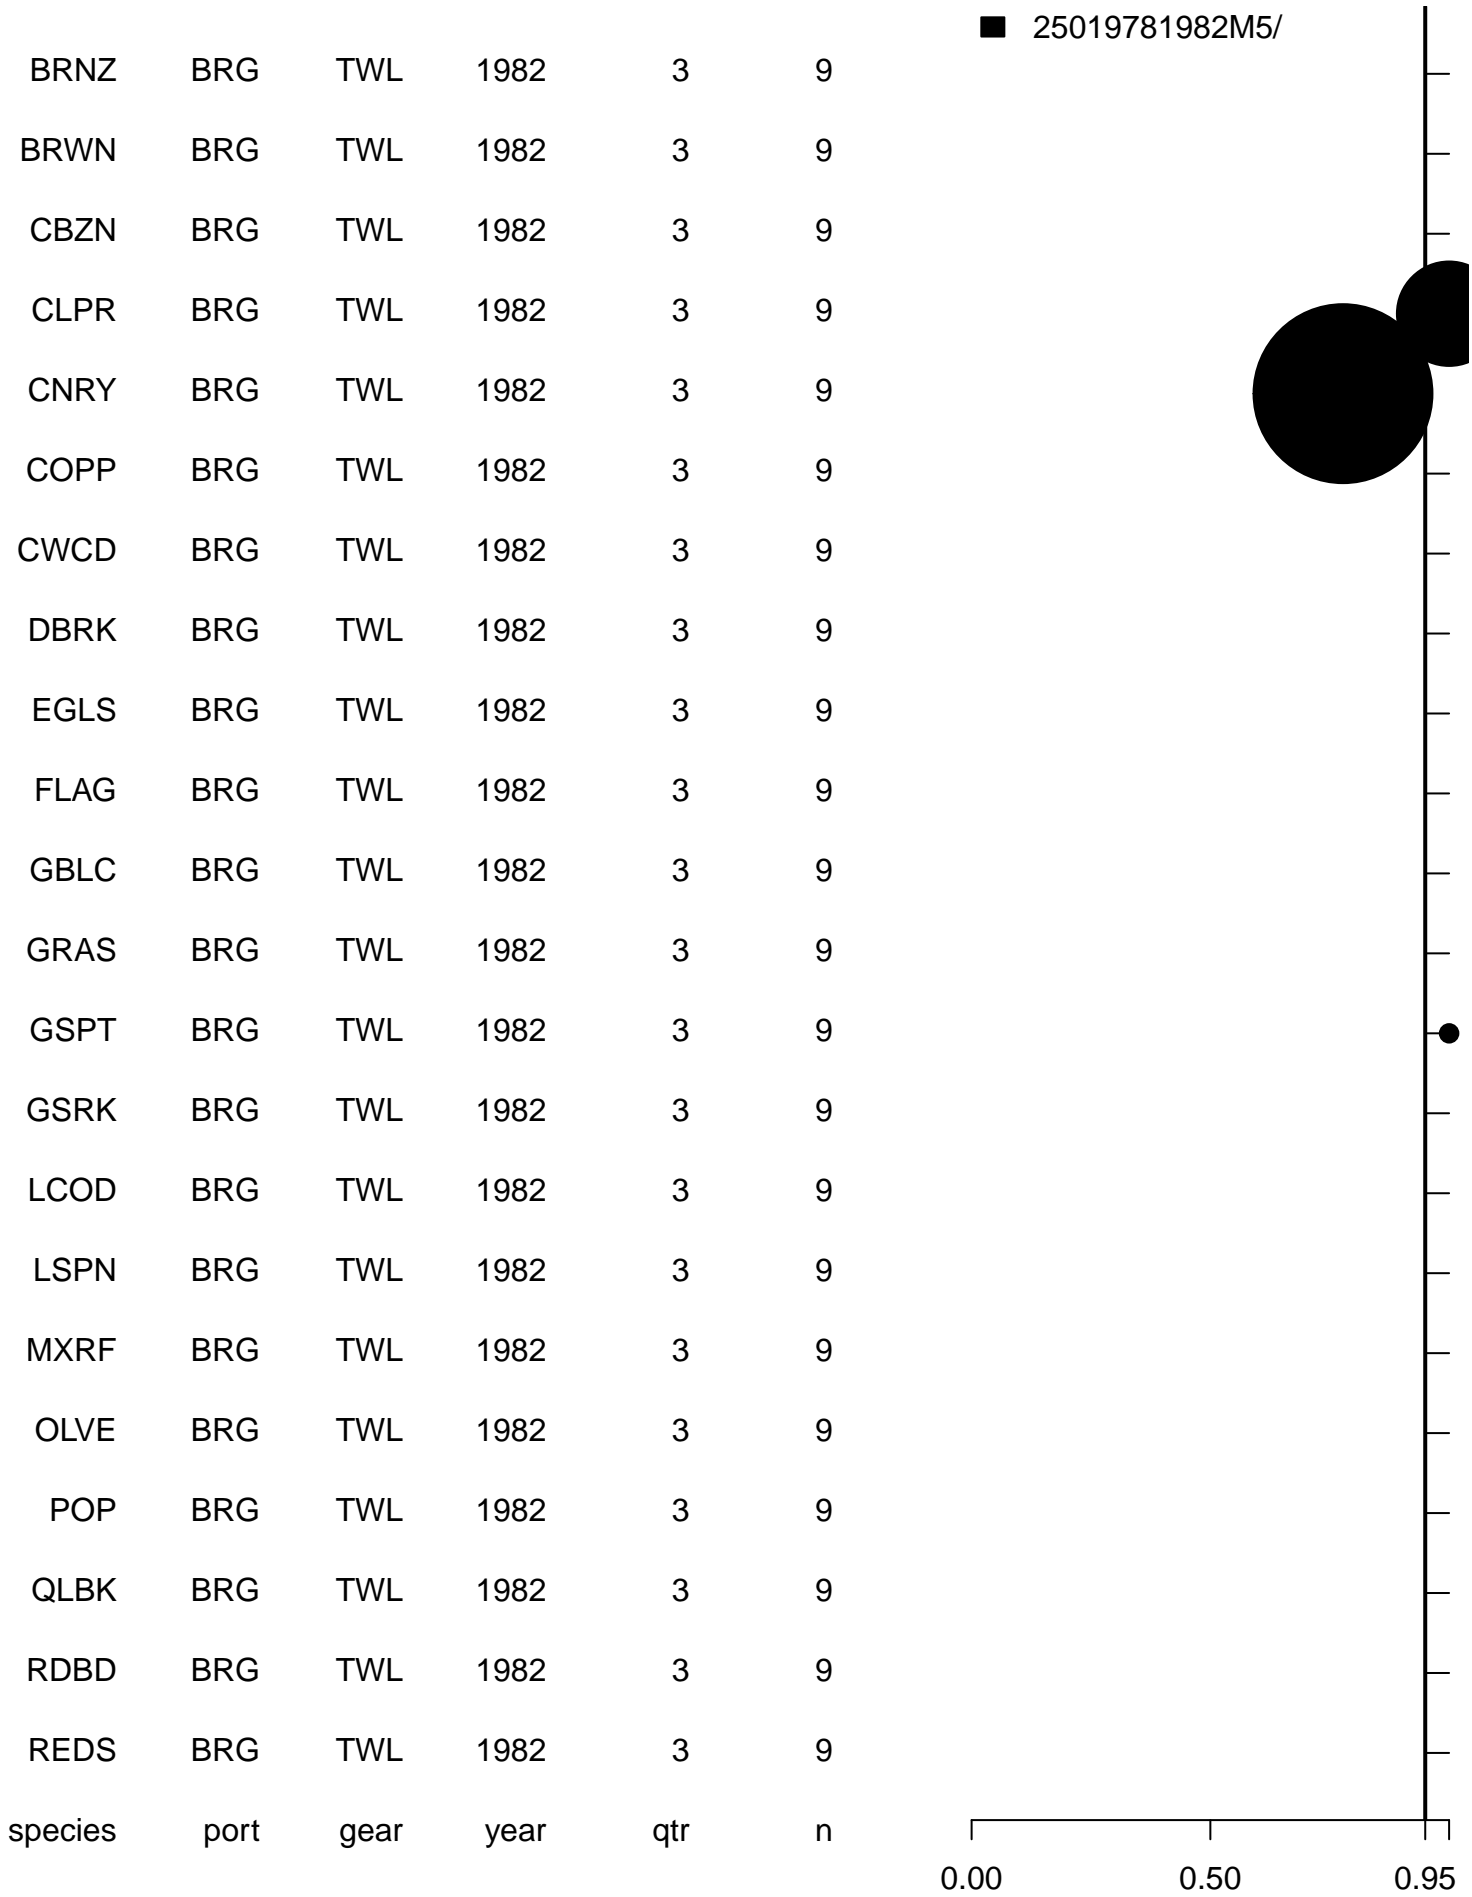 25019781982M5/
BRNZ BRG TWL 1982 3 9
BRWN BRG TWL 1982 3 9
CBZN BRG TWL 1982 3 9
CLPR BRG TWL 1982 3 9
CNRY BRG TWL 1982 3 9
COPP BRG TWL 1982 3 9
CWCD BRG TWL 1982 3 9
DBRK BRG TWL 1982 3 9
EGLS BRG TWL 1982 3 9
FLAG BRG TWL 1982 3 9
GBLC BRG TWL 1982 3 9
GRAS BRG TWL 1982 3 9
GSPT BRG TWL 1982 3 9
GSRK BRG TWL 1982 3 9
LCOD BRG TWL 1982 3 9
LSPN BRG TWL 1982 3 9
MXRF BRG TWL 1982 3 9
OLVE BRG TWL 1982 3 9
POP BRG TWL 1982 3 9
QLBK BRG TWL 1982 3 9
RDBD BRG TWL 1982 3 9
REDS BRG TWL 1982 3 9
species port gear year qtr n
0.00 0.50 0.95